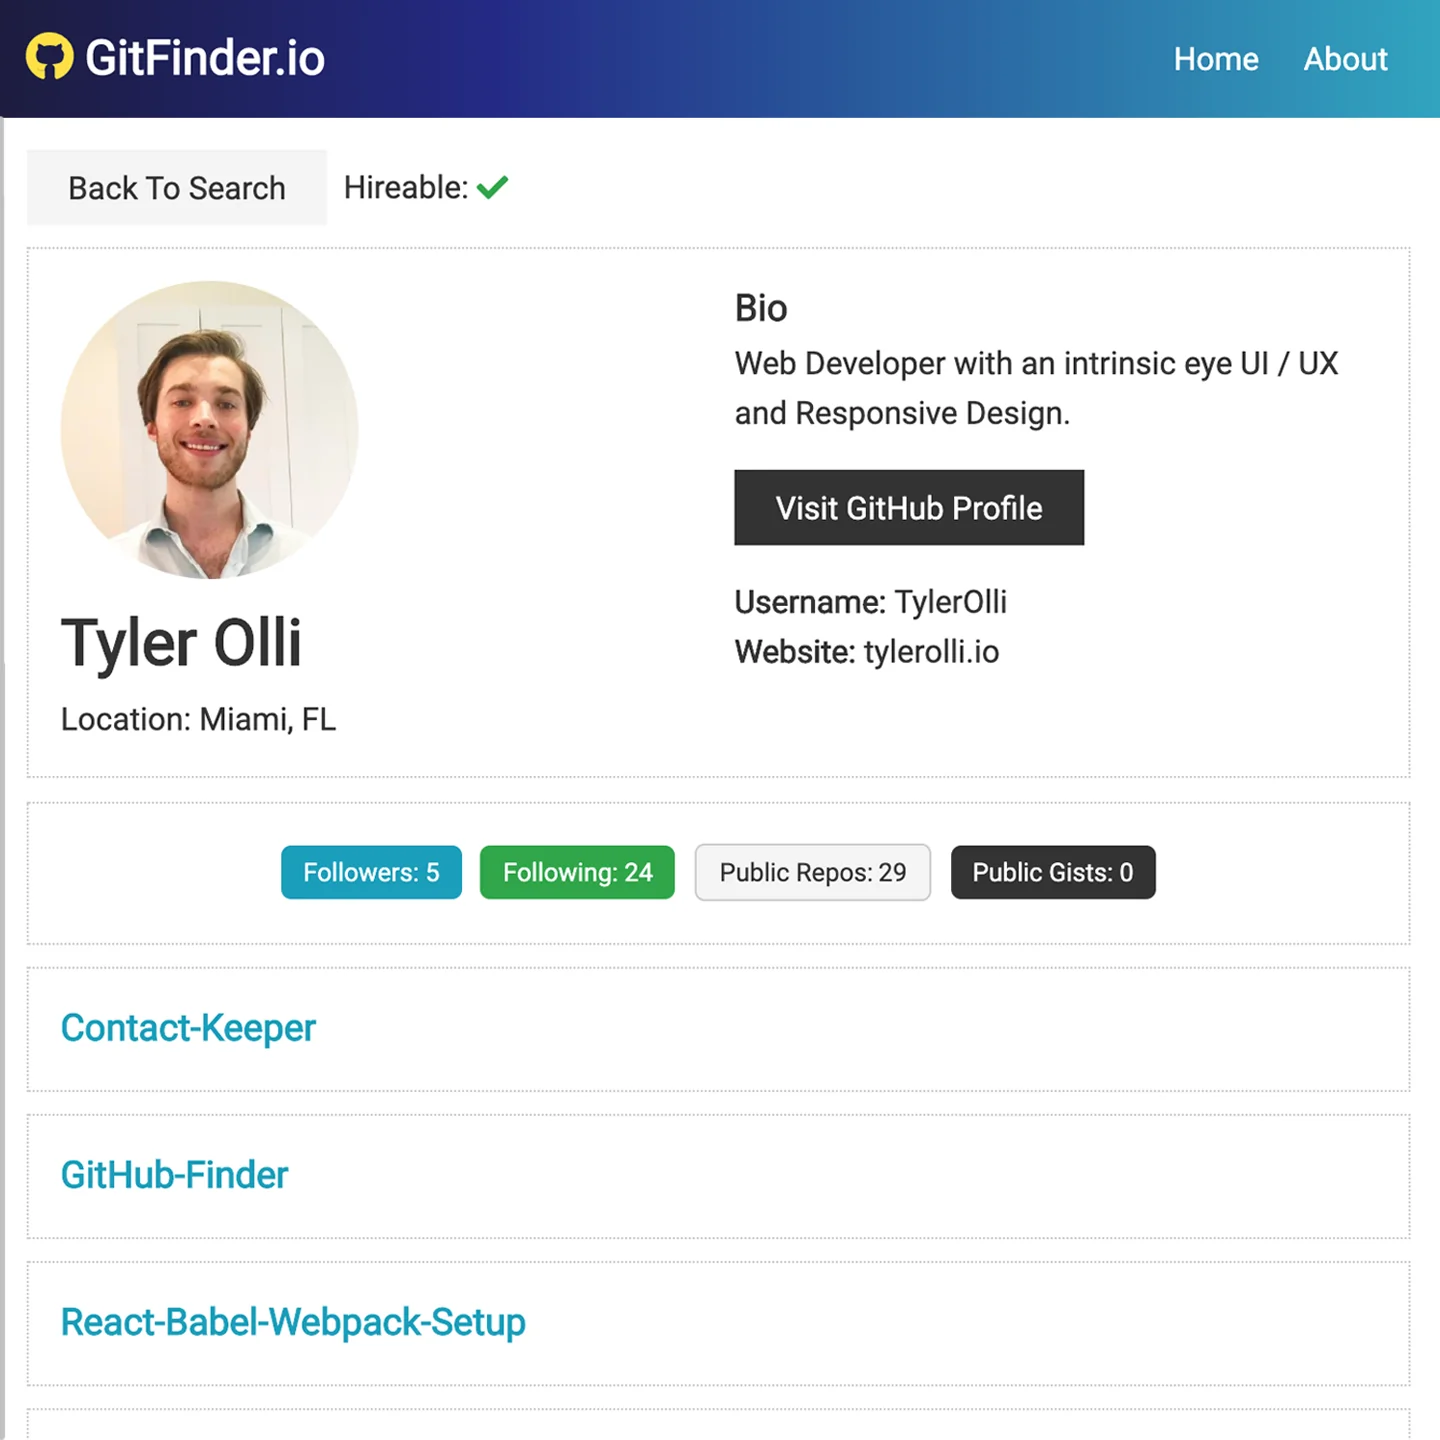 GitFinder.io
Home
About
Back To Search
Hireable:
Bio
Web Developer with an intrinsic eye UI / UX
and Responsive Design.
Visit GitHub Profile
Username: TylerOlli
Website: tylerolli.io
Tyler Olli
Location: Miami, FL
Followers: 5
Following: 24
Public Repos: 29
Public Gists: 0
Contact-Keeper
GitHub-Finder
React-Babel-Webpack-Setup